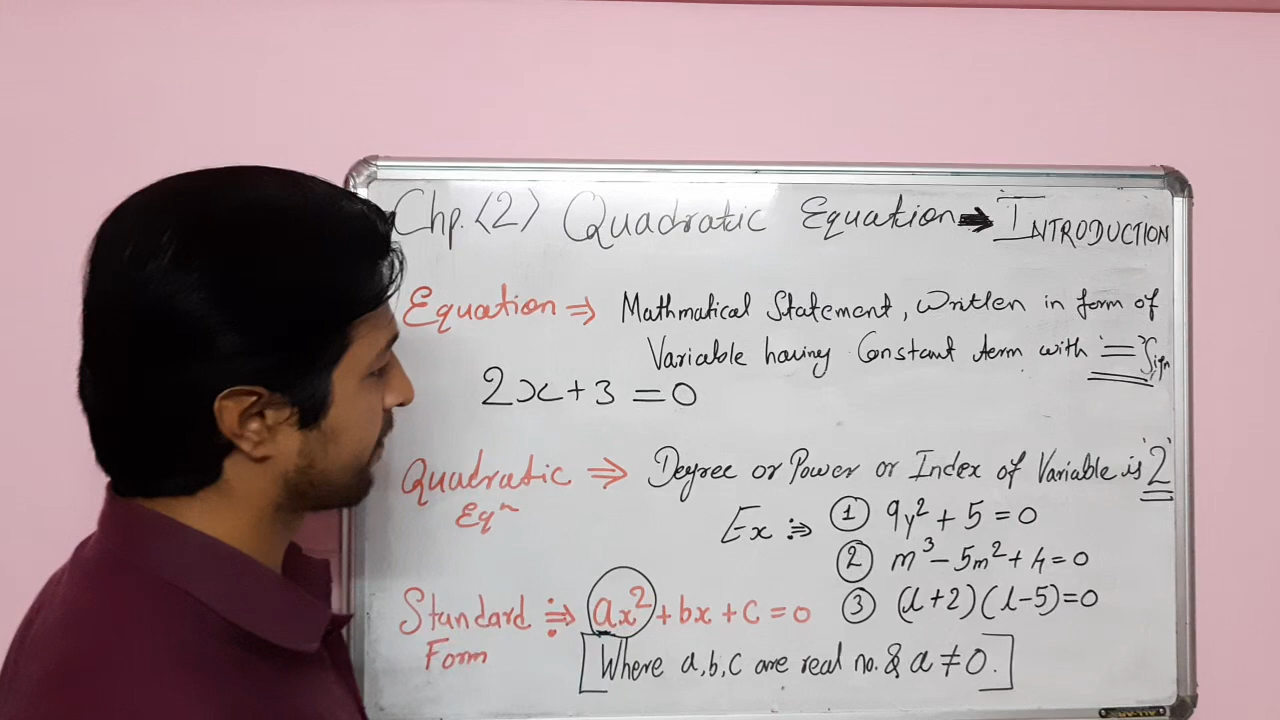 Chp.<2> Quadratic Equation → INTRODUCTION
Equation ⇒ Mathmatical Statement, Written in form of
Variable having Constant term with "=" Sign
2x+3=0
Quadratic Eqⁿ ⇒ Degree or Power or Index of Variable is '2'
Ex ⇒ ① 9y²+5=0
② m³-5m²+4=0
③ (l+2)(l-5)=0
Standard Form ⇒ ax²+bx+c=0
[Where a,b,c are real no. & a≠0.]